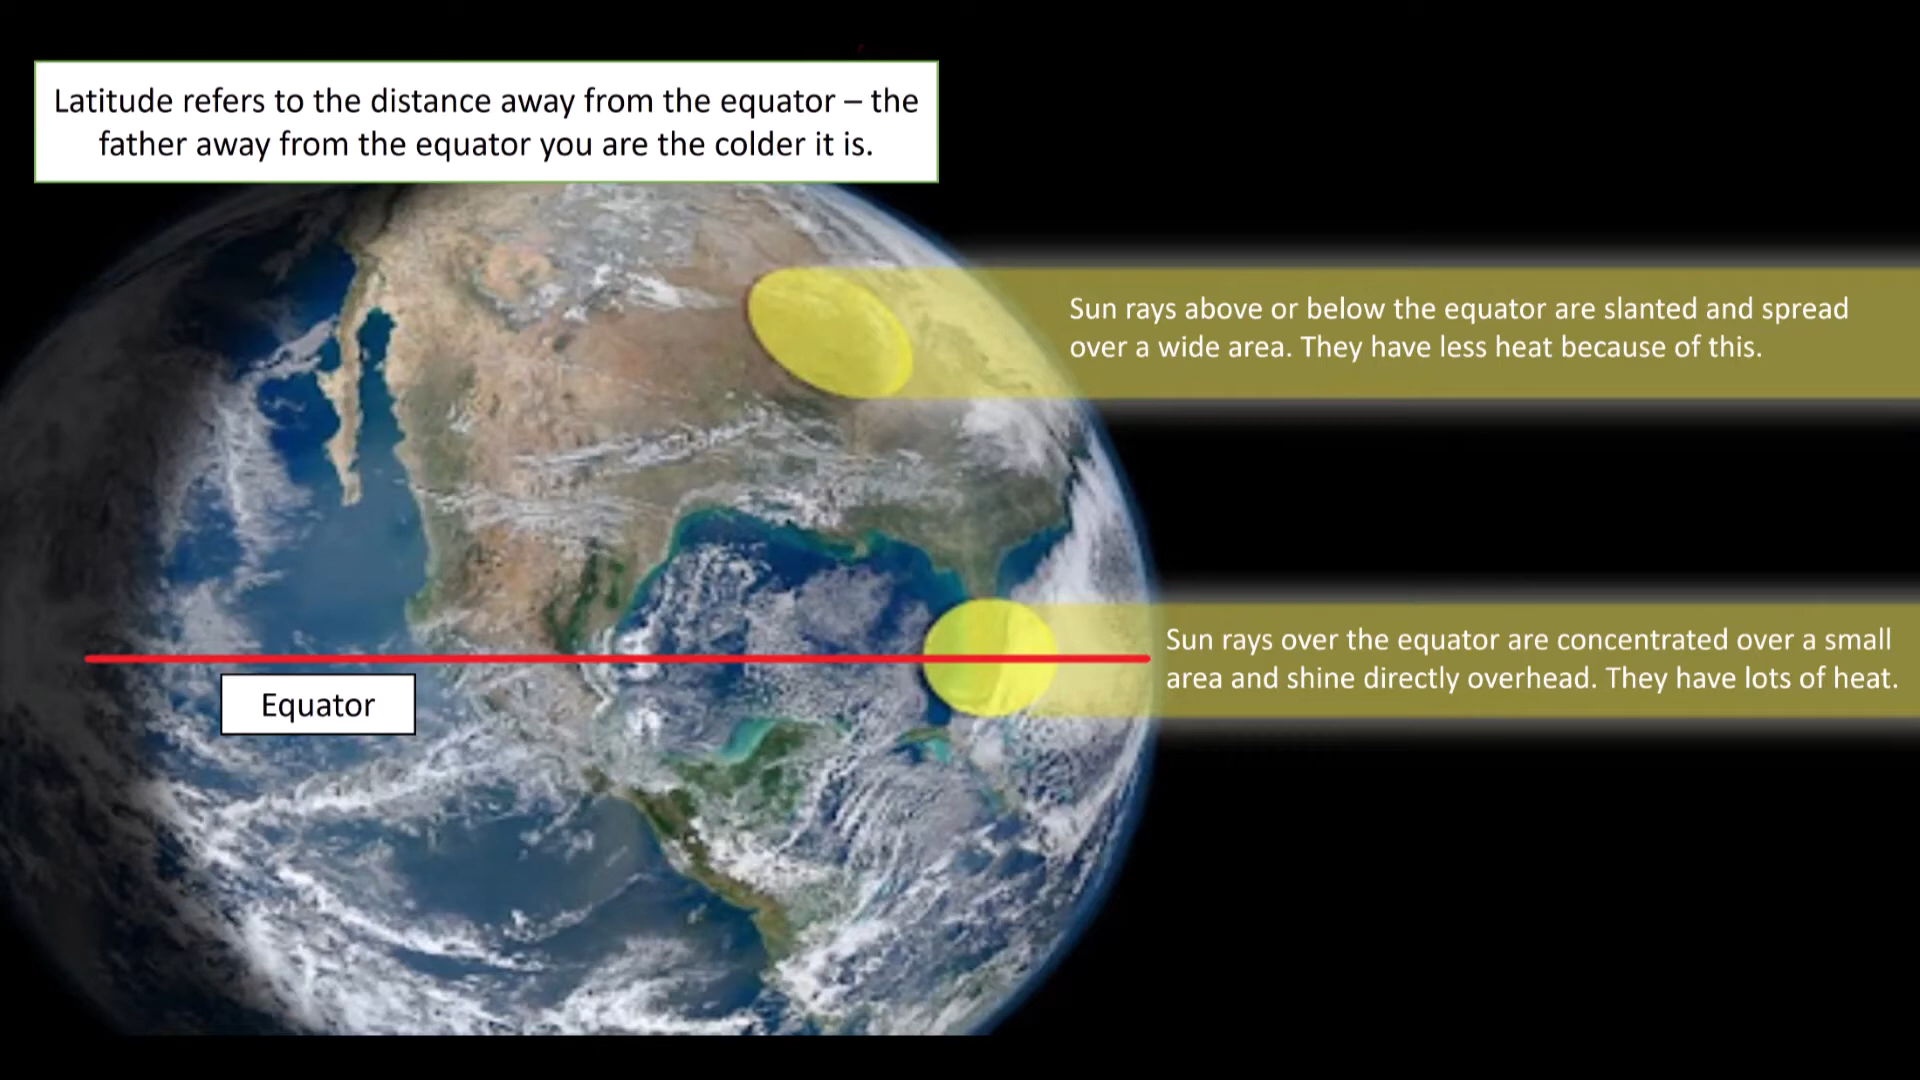 Latitude refers to the distance away from the equator – the
father away from the equator you are the colder it is.
Sun rays above or below the equator are slanted and spread
over a wide area. They have less heat because of this.
Sun rays over the equator are concentrated over a small
area and shine directly overhead. They have lots of heat.
Equator